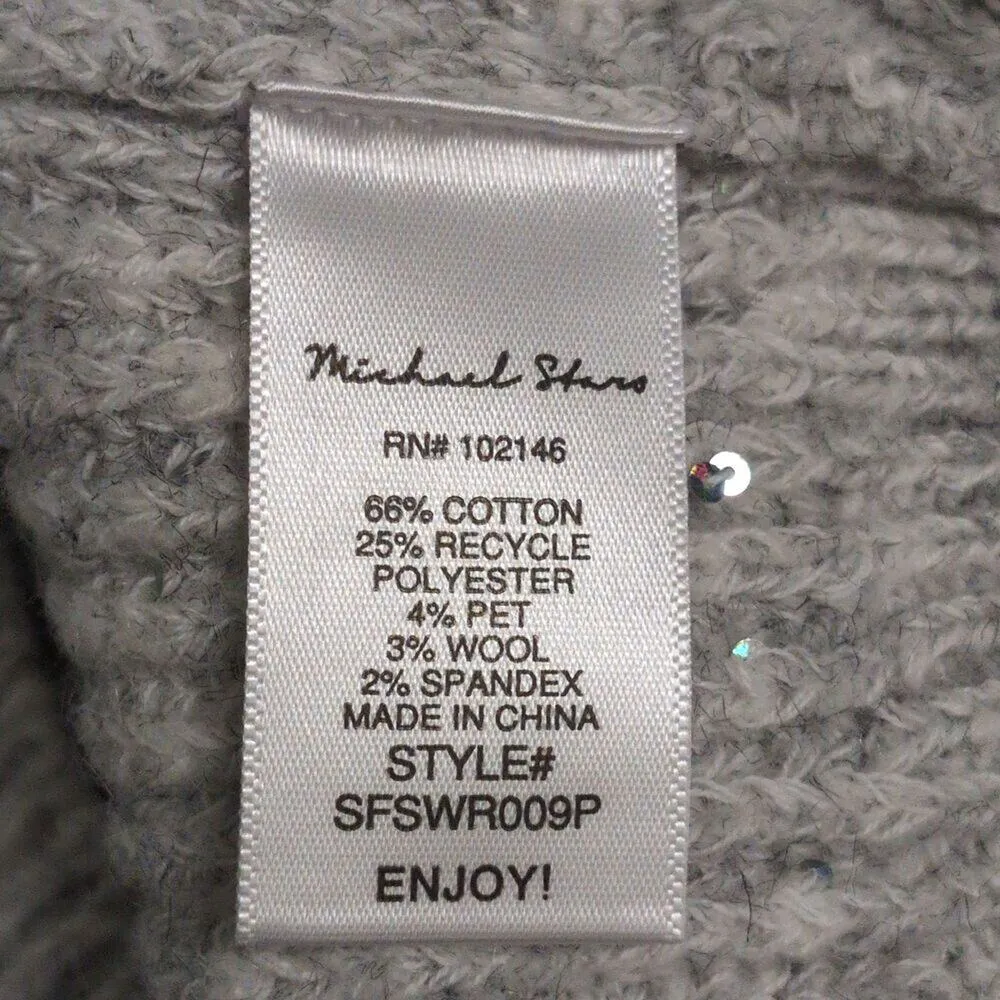 Michael Stars
RN# 102146
66% COTTON
25% RECYCLE
POLYESTER
4% PET
3% WOOL
2% SPANDEX
MADE IN CHINA
STYLE#
SFSWR009P
ENJOY!